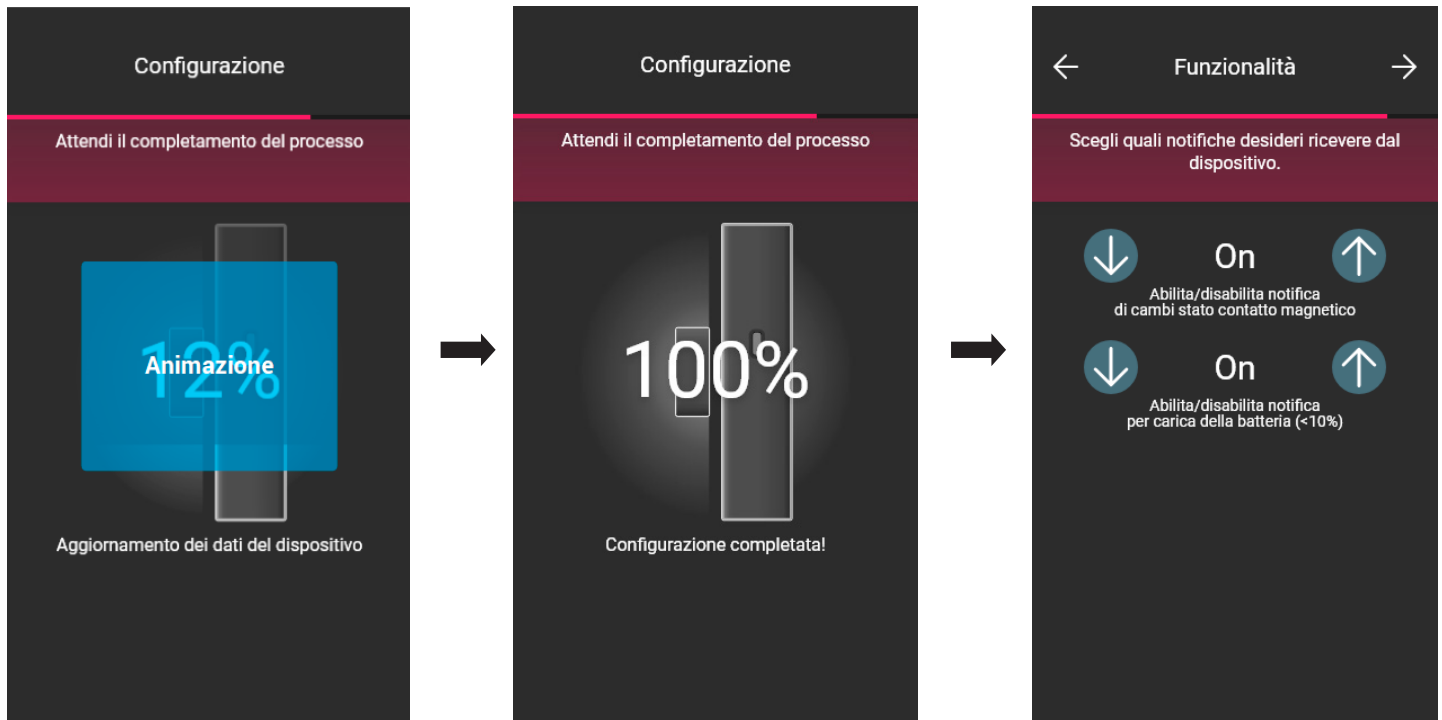 Configurazione
Attendi il completamento del processo
12%
Animazione
Aggiornamento dei dati del dispositivo
Configurazione
Attendi il completamento del processo
100%
Configurazione completata!
Funzionalità
Scegli quali notifiche desideri ricevere dal
dispositivo.
On
Abilita/disabilita notifica
di cambi stato contatto magnetico
On
Abilita/disabilita notifica
per carica della batteria (<10%)